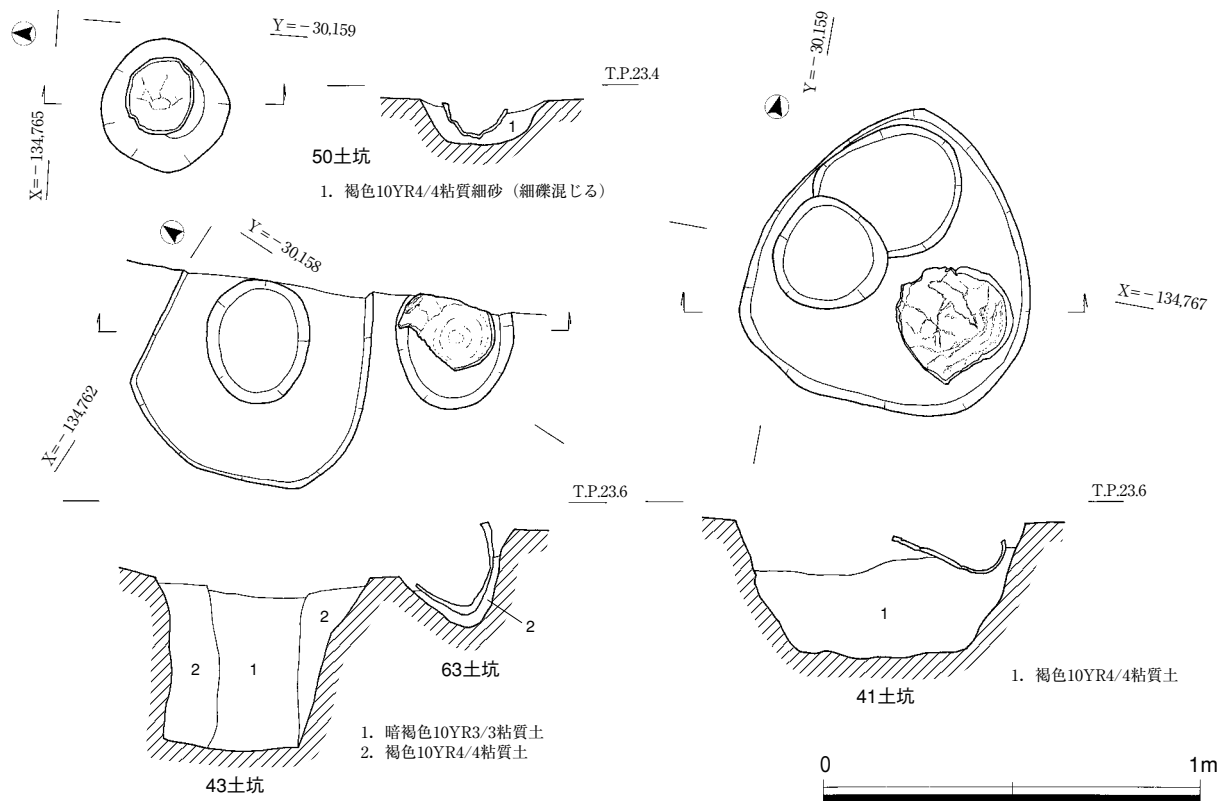 Y=−30,159
X=−134,765
T.P.23.4
1
50土坑
1. 褐色10YR4/4粘質細砂（細礫混じる）
Y=−30,158
X=−134,762
T.P.23.6
2
1
2
2
63土坑
43土坑
1. 暗褐色10YR3/3粘質土
2. 褐色10YR4/4粘質土
Y=−30,159
X=−134,767
T.P.23.6
1
41土坑
1. 褐色10YR4/4粘質土
0
1m